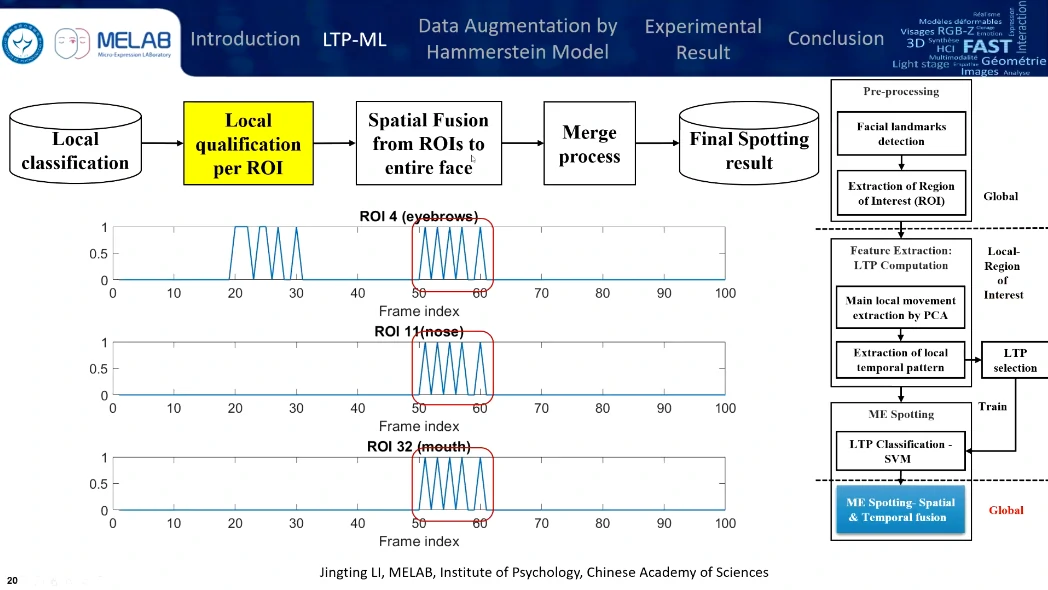 MELAB
Micro-Expression LABoratory
Introduction
LTP-ML
Data Augmentation by
Hammerstein Model
Experimental
Result
Conclusion
Réalisme
Modèles déformables
Visages RGB-Z
Emotion
3D Synthèse
HCI FAST
Multimodalité
Géométrie
Light stage
Images Analyse
Expression
Interaction
Local
classification
Local
qualification
per ROI
Spatial Fusion
from ROIs to
entire face
Merge
process
Final Spotting
result
ROI 4 (eyebrows)
1
0.5
0
0 10 20 30 40 50 60 70 80 90 100
Frame index
ROI 11(nose)
1
0.5
0
0 10 20 30 40 50 60 70 80 90 100
Frame index
ROI 32 (mouth)
1
0.5
0
0 10 20 30 40 50 60 70 80 90 100
Frame index
Pre-processing
Facial landmarks
detection
Extraction of Region
of Interest (ROI)
Global
Feature Extraction:
LTP Computation
Local-
Region
of
Interest
Main local movement
extraction by PCA
Extraction of local
temporal pattern
LTP
selection
ME Spotting
Train
LTP Classification -
SVM
ME Spotting- Spatial
& Temporal fusion
Global
20
Jingting LI, MELAB, Institute of Psychology, Chinese Academy of Sciences